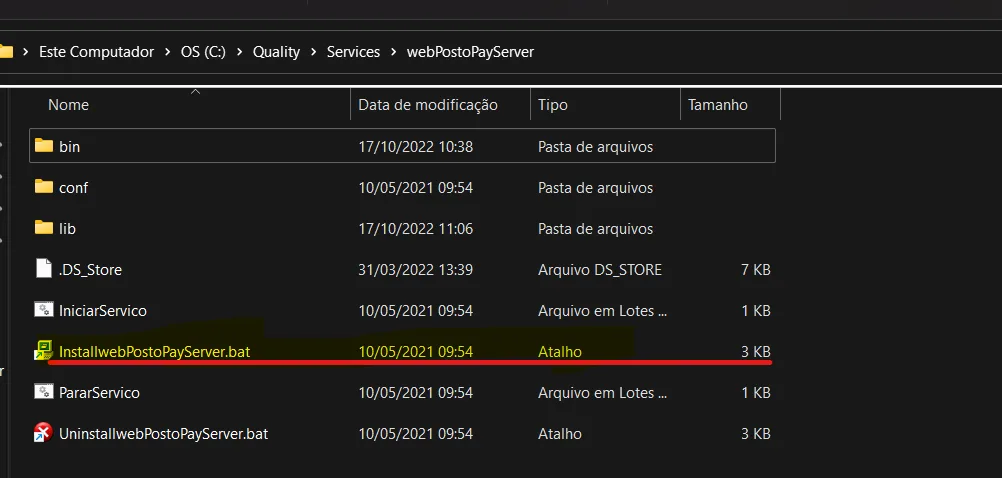 Este Computador > OS (C:) > Quality > Services > webPostoPayServer
Nome Data de modificação Tipo Tamanho
bin 17/10/2022 10:38 Pasta de arquivos
conf 10/05/2021 09:54 Pasta de arquivos
lib 17/10/2022 11:06 Pasta de arquivos
.DS_Store 31/03/2022 13:39 Arquivo DS_STORE 7 KB
IniciarServico 10/05/2021 09:54 Arquivo em Lotes ... 1 KB
InstallwebPostoPayServer.bat 10/05/2021 09:54 Atalho 3 KB
PararServico 10/05/2021 09:54 Arquivo em Lotes ... 1 KB
UninstallwebPostoPayServer.bat 10/05/2021 09:54 Atalho 3 KB